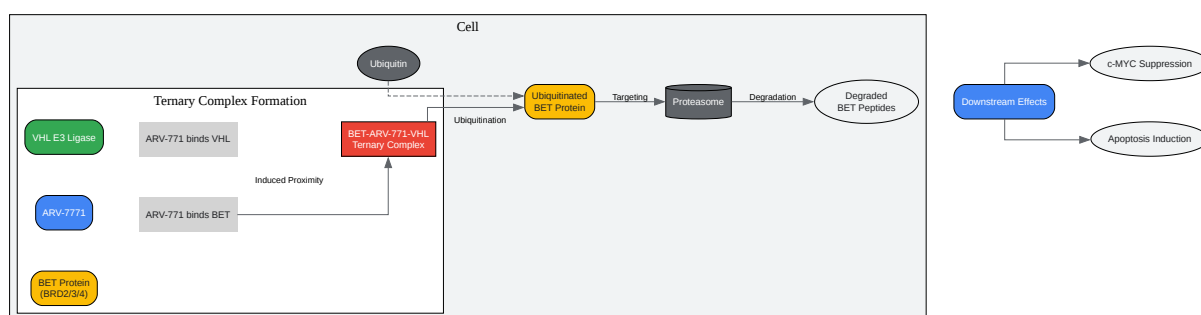 Cell
Ubiquitin
Ternary Complex Formation
VHL E3 Ligase
ARV-771 binds VHL
BET-ARV-771-VHL
Ternary Complex
Induced Proximity
ARV-7771
ARV-771 binds BET
BET Protein
(BRD2/3/4)
Ubiquitination
Ubiquitinated
BET Protein
Targeting
Proteasome
Degradation
Degraded
BET Peptides
Downstream Effects
c-MYC Suppression
Apoptosis Induction